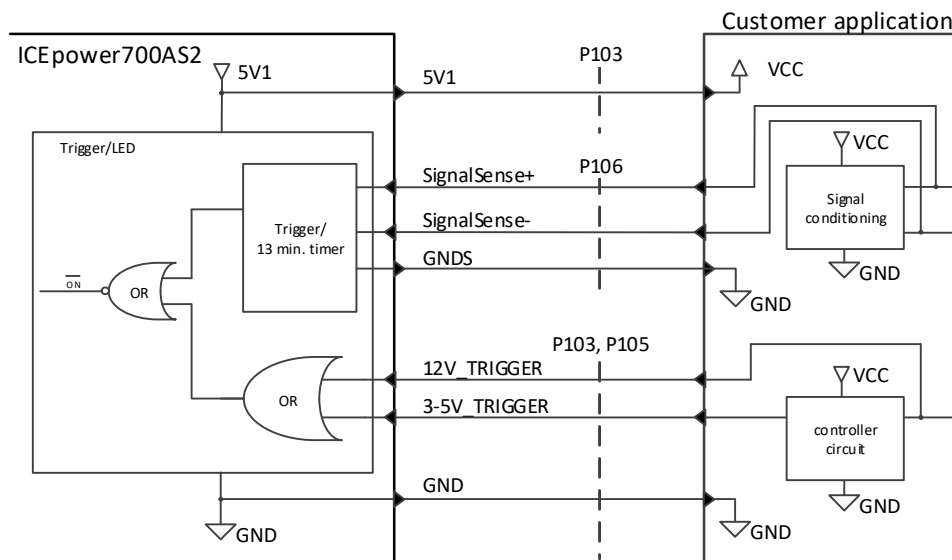 Customer application
ICEpower700AS2
P103
5V1
5V1
VCC
Trigger/LED
VCC
SignalSense+
P106
Trigger/
13 min. timer
Signal
conditioning
SignalSense-
GNDS
GND
ON
OR
GND
P103, P105
12V_TRIGGER
VCC
OR
3-5V_TRIGGER
controller
circuit
GND
GND
GND
GND